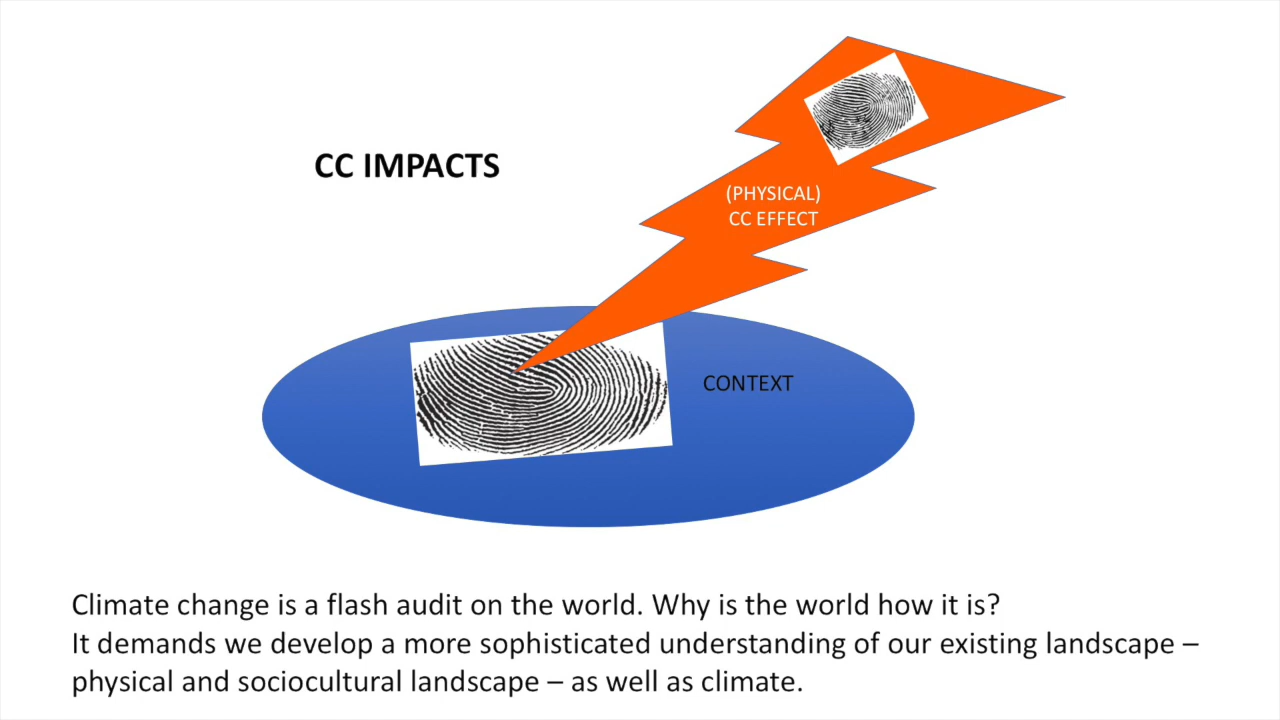 CC IMPACTS
(PHYSICAL)
CC EFFECT
CONTEXT
Climate change is a flash audit on the world. Why is the world how it is?
It demands we develop a more sophisticated understanding of our existing landscape –
physical and sociocultural landscape – as well as climate.